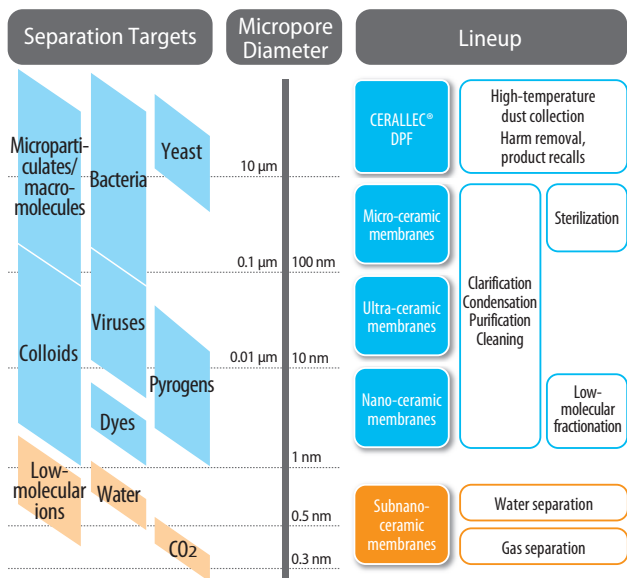 Separation Targets
Micropore
Diameter
Lineup
Microparti-
culates/
macro-
molecules
Bacteria
Yeast
10 µm
CERALLEC®
DPF
High-temperature
dust collection
Harm removal,
product recalls
Micro-ceramic
membranes
Sterilization
0.1 µm
100 nm
Colloids
Viruses
Pyrogens
Dyes
0.01 µm
10 nm
Ultra-ceramic
membranes
Clarification
Condensation
Purification
Cleaning
Nano-ceramic
membranes
Low-
molecular
fractionation
1 nm
Low-
molecular
ions
Water
CO2
0.5 nm
0.3 nm
Subnano-
ceramic
membranes
Water separation
Gas separation